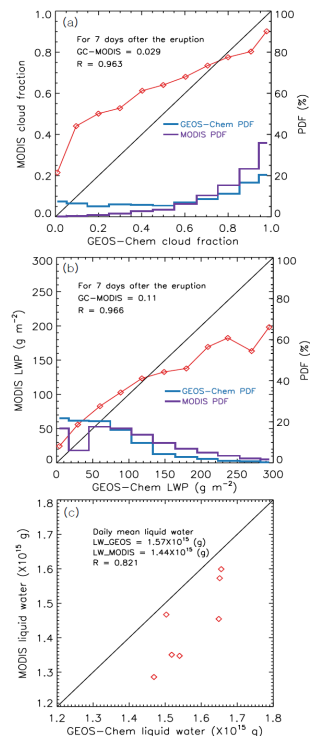 (a)
For 7 days after the eruption
GC-MODIS = 0.029
R = 0.963
GEOS-Chem PDF
MODIS PDF
MODIS cloud fraction
1.0
0.8
0.6
0.4
0.2
0.0
PDF (%)
100
80
60
40
20
0
0.0 0.2 0.4 0.6 0.8 1.0
GEOS-Chem cloud fraction
(b)
For 7 days after the eruption
GC-MODIS = 0.11
R = 0.966
GEOS-Chem PDF
MODIS PDF
MODIS LWP (g m⁻²)
300
250
200
150
100
50
0
PDF (%)
100
80
60
40
20
0
0 50 100 150 200 250 300
GEOS-Chem LWP (g m-2)
(c)
Daily mean liquid water
LW_GEOS = 1.57X10¹⁵ (g)
LW_MODIS = 1.44X10¹⁵ (g)
R = 0.821
MODIS liquid water (X10¹⁵ g)
1.8
1.7
1.6
1.5
1.4
1.3
1.2
1.2 1.3 1.4 1.5 1.6 1.7 1.8
GEOS-Chem liquid water (X10¹⁵ g)